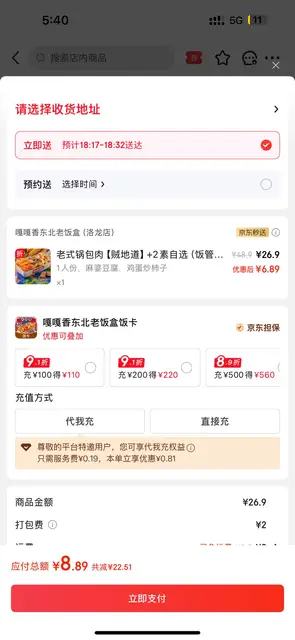 5:40
5G
11
搜索店内商品
请选择收货地址
立即送 预计18:17-18:32送达
预约送 选择时间
嘎嘎香东北老饭盒 (洛龙店)
京东秒送
折
老式锅包肉【贼地道】+2素自选 (饭管... ¥48.9 ¥26.9
1人份、麻婆豆腐、鸡蛋炒柿子 优惠后 ¥6.89
×1
嘎嘎香东北老饭盒饭卡
京东担保
优惠可叠加
9.1折
9.1折
8.9折
充¥100得¥110
充¥200得¥220
充¥500得¥560
充值方式
代我充
直接充
尊敬的平台特邀用户，您可享代我充权益
只需服务费¥0.19，本单立享优惠¥0.81
商品金额 ¥26.9
打包费 ¥2
应付总额 ¥8.89 共减¥22.51
立即支付